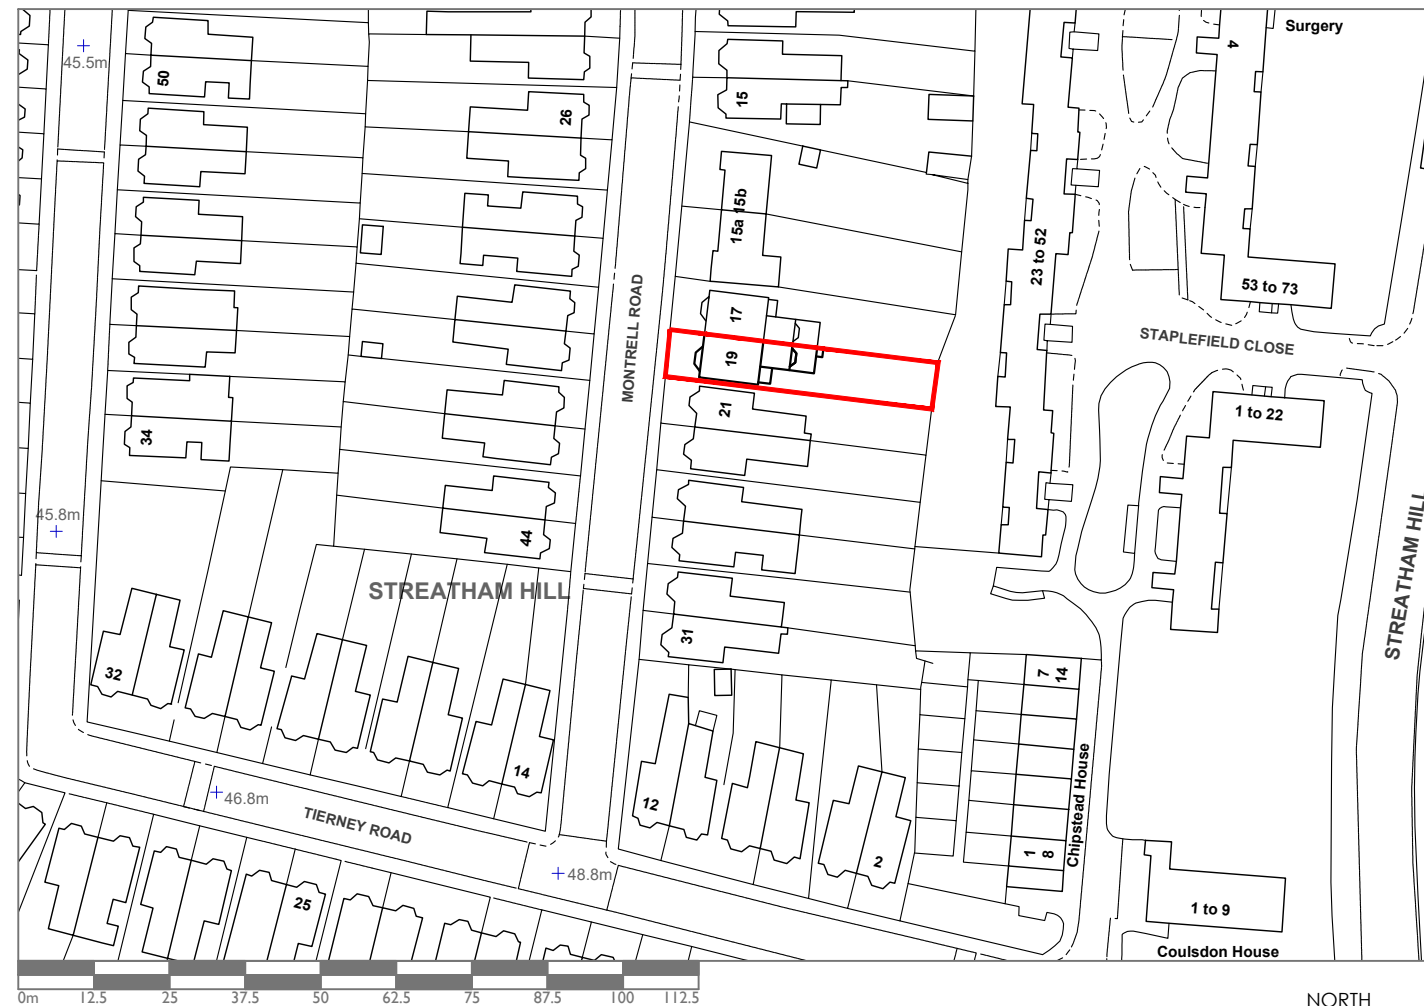 Surgery
4
45.5m
50
26
15
15a 15b
23 to 52
53 to 73
STAPLEFIELD CLOSE
MONTRELL ROAD
17
19
21
1 to 22
34
45.8m
44
STREATHAM HILL
STREATHAM HILL
31
32
7
14
14
12
2
Chipstead House
46.8m
TIERNEY ROAD
1
8
48.8m
25
1 to 9
Coulsdon House
0m 12.5 25 37.5 50 62.5 75 87.5 100 112.5
NORTH